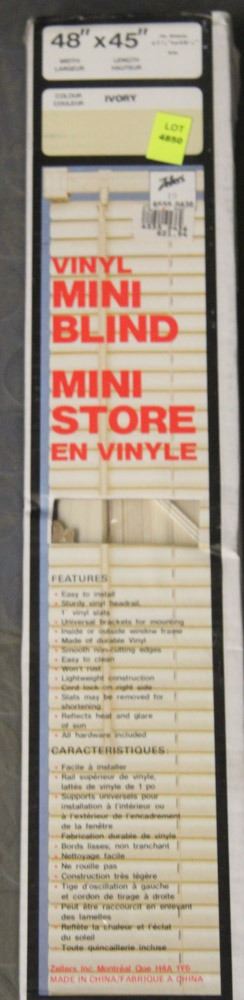 48" x 45"
WIDTH
LARGEUR
LENGTH
HAUTEUR
COLOUR
COULEUR
IVORY
LOT
4850
Zellers
VINYL
MINI
BLIND
MINI
STORE
EN VINYLE
FEATURES:
• Easy to install
• Sturdy vinyl headrail,
1" vinyl slats
• Universal brackets for mounting
inside or outside window frame
• Made of durable Vinyl
• Smooth non-cutting edges
• Easy to clean
• Won't rust
• Lightweight construction
• Cord lock on right side
• Slats may be removed for
shortening
• Reflects heat and glare
of sun
• All hardware included
CARACTERISTIQUES:
• Facile à installer
• Rail supérieur de vinyle,
lattes de vinyle de 1 po
• Supports universels pour
installation à l'intérieur ou
à l'extérieur de l'encadrement
de la fenêtre
• Fabrication durable de vinyle
• Bords lisses, non tranchant
• Nettoyage facile
• Ne rouille pas
• Construction très légère
• Tige d'oscillation à gauche
et cordon de tirage à droite
• Peut être raccourcit en enlevant
des lamelles
• Reflète la chaleur et l'éclat
du soleil
• Toute quincaillerie incluse
Zellers Inc Montréal Que H4A 1Y6
MADE IN CHINA/FABRIQUE A CHINA